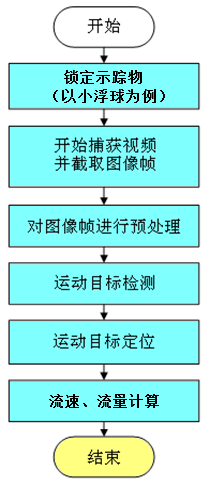 开始
锁定示踪物
（以小浮球为例）
开始捕获视频
并截取图像帧
对图像帧进行预处理
运动目标检测
运动目标定位
流速、流量计算
结束